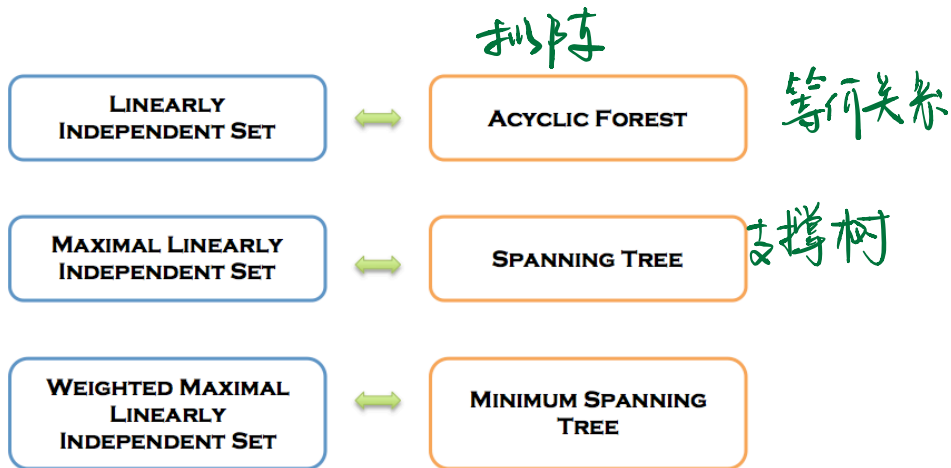 拟阵
LINEARLY
INDEPENDENT SET
ACYCLIC FOREST
等价关系
MAXIMAL LINEARLY
INDEPENDENT SET
SPANNING TREE
支撑树
WEIGHTED MAXIMAL
LINEARLY
INDEPENDENT SET
MINIMUM SPANNING
TREE